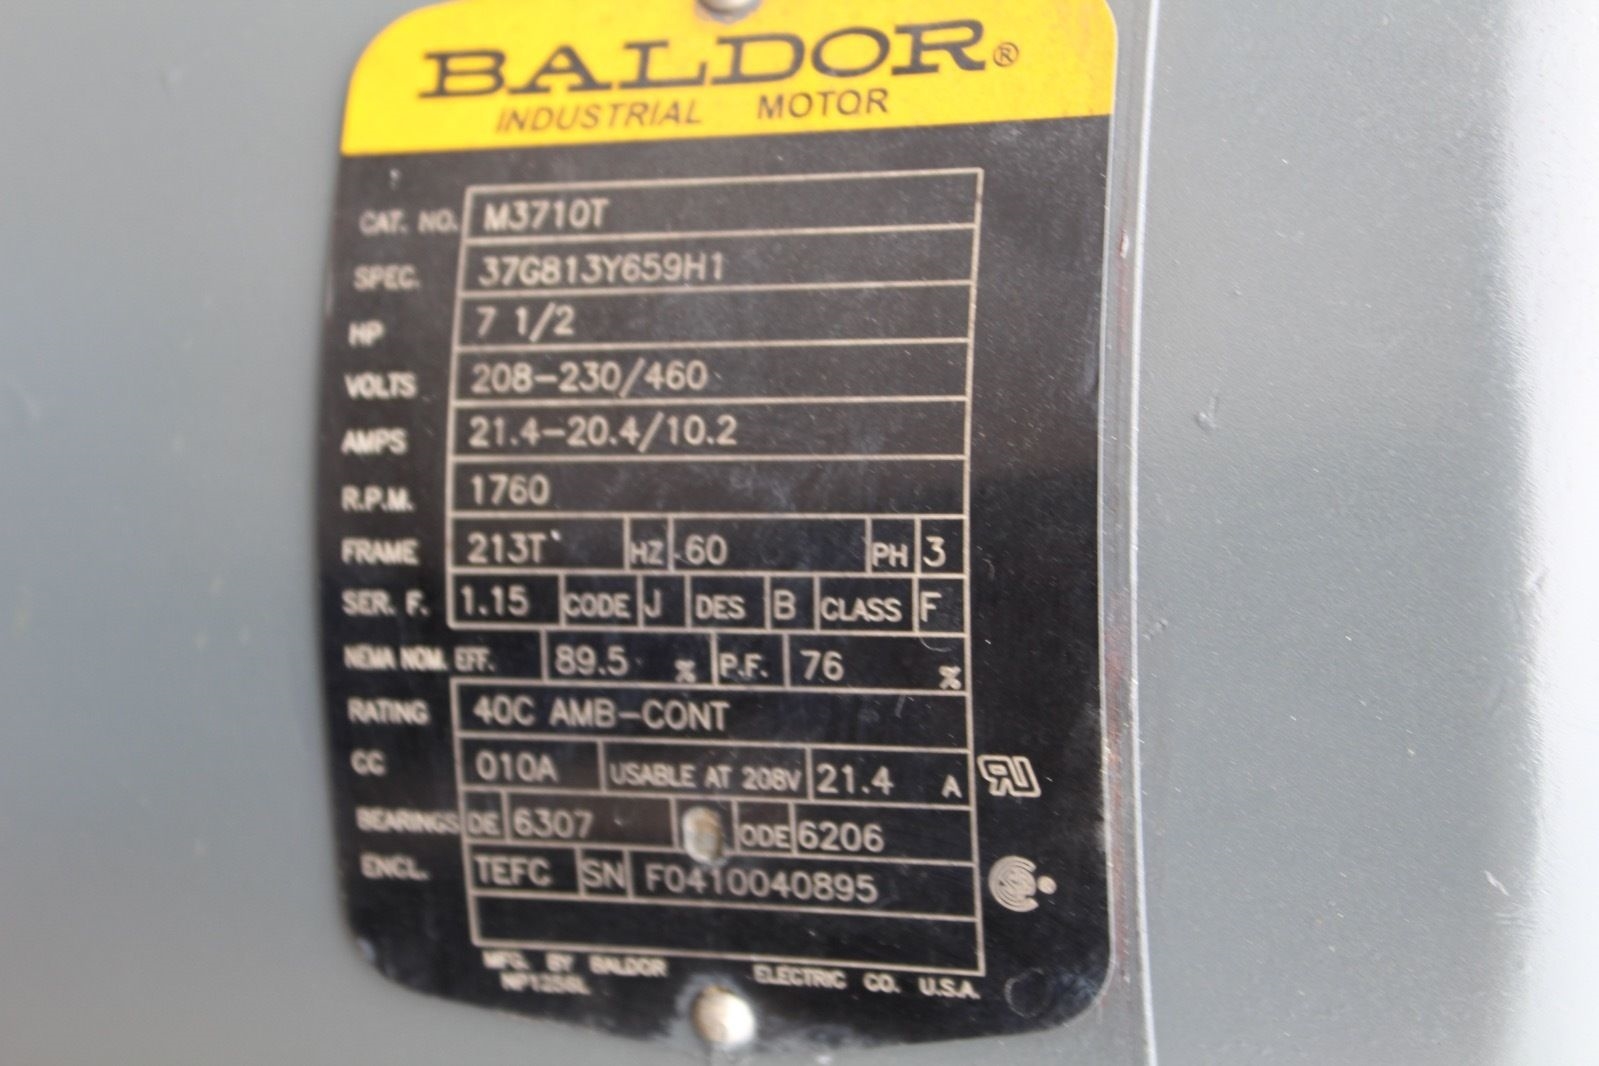 BALDOR®
INDUSTRIAL MOTOR
CAT. NO. M3710T
SPEC. 37G813Y659H1
HP 7 1/2
VOLTS 208-230/460
AMPS 21.4-20.4/10.2
R.P.M. 1760
FRAME 213T HZ 60 PH 3
SER. F. 1.15 CODE J DES B CLASS F
NEMA NOM. EFF. 89.5 % P.F. 76 %
RATING 40C AMB-CONT
CC 010A USABLE AT 208V 21.4 A
BEARINGS DE 6307 ODE 6206
ENCL. TEFC SN F0410040895
MFG. BY BALDOR ELECTRIC CO. U.S.A.